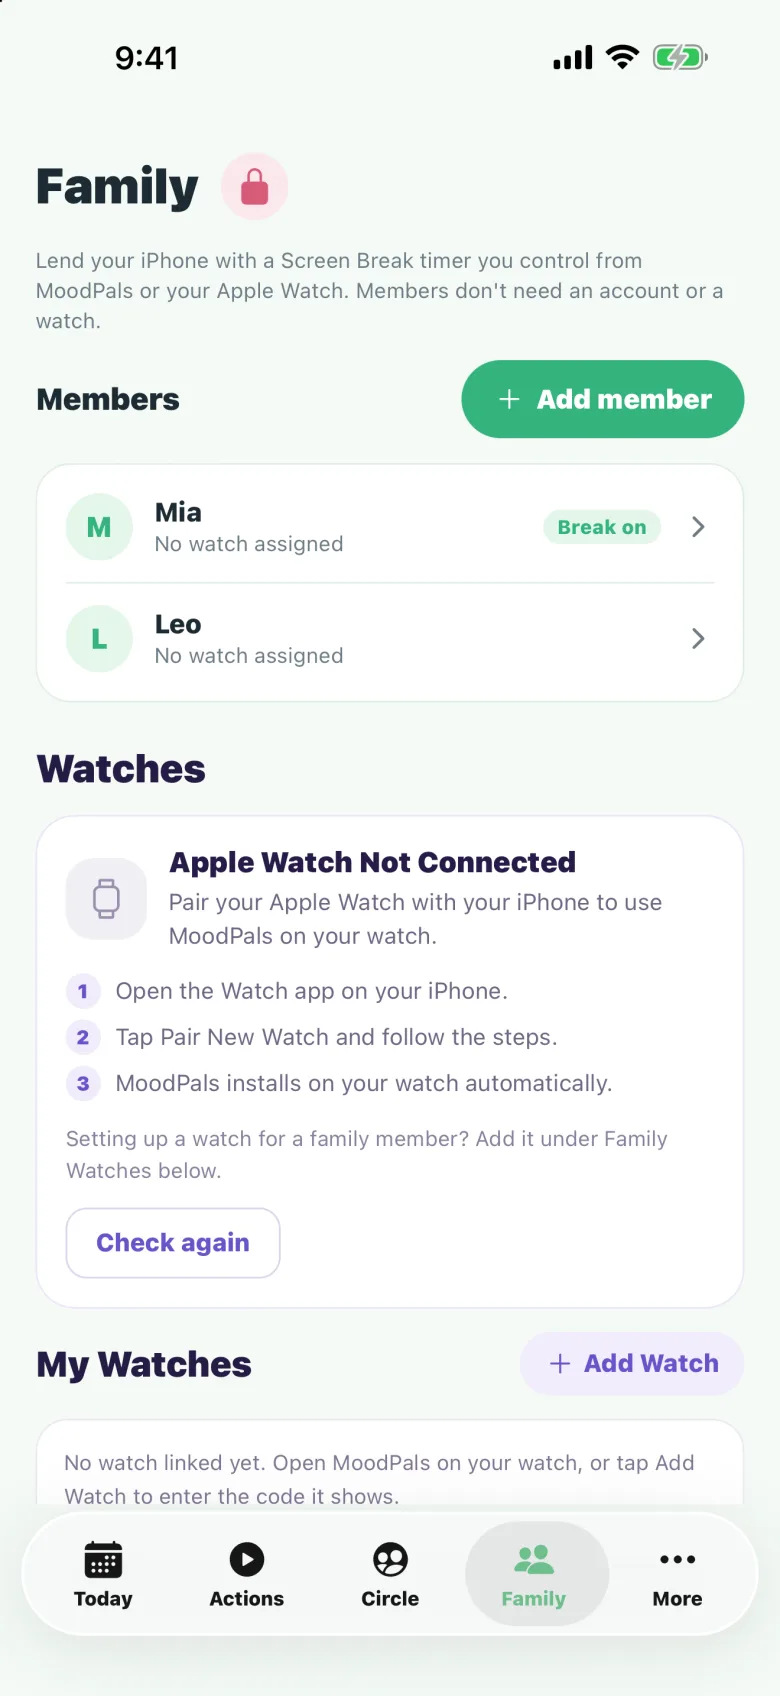 9:41
Family
Lend your iPhone with a Screen Break timer you control from
MoodPals or your Apple Watch. Members don't need an account or a
watch.
Members
+ Add member
M
Mia
No watch assigned
Break on
L
Leo
No watch assigned
Watches
Apple Watch Not Connected
Pair your Apple Watch with your iPhone to use
MoodPals on your watch.
1 Open the Watch app on your iPhone.
2 Tap Pair New Watch and follow the steps.
3 MoodPals installs on your watch automatically.
Setting up a watch for a family member? Add it under Family
Watches below.
Check again
My Watches
+ Add Watch
No watch linked yet. Open MoodPals on your watch, or tap Add
Watch to enter the code it shows.
Today
Actions
Circle
Family
More